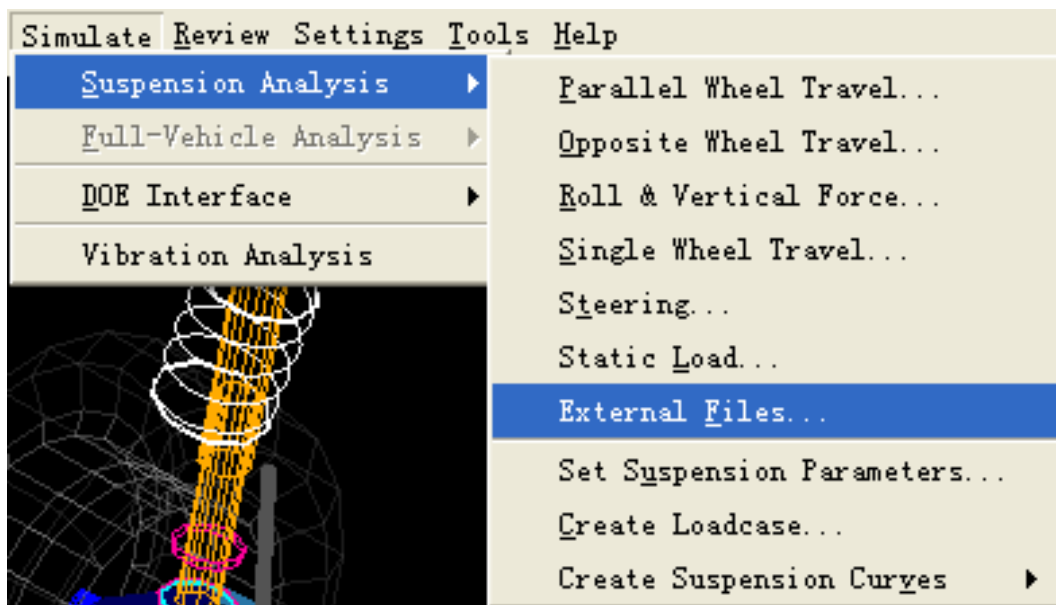 Simulate Review Settings Tools Help
Suspension Analysis
Full-Vehicle Analysis
DOE Interface
Vibration Analysis
Parallel Wheel Travel...
Opposite Wheel Travel...
Roll & Vertical Force...
Single Wheel Travel...
Steering...
Static Load...
External Files...
Set Suspension Parameters...
Create Loadcase...
Create Suspension Curves